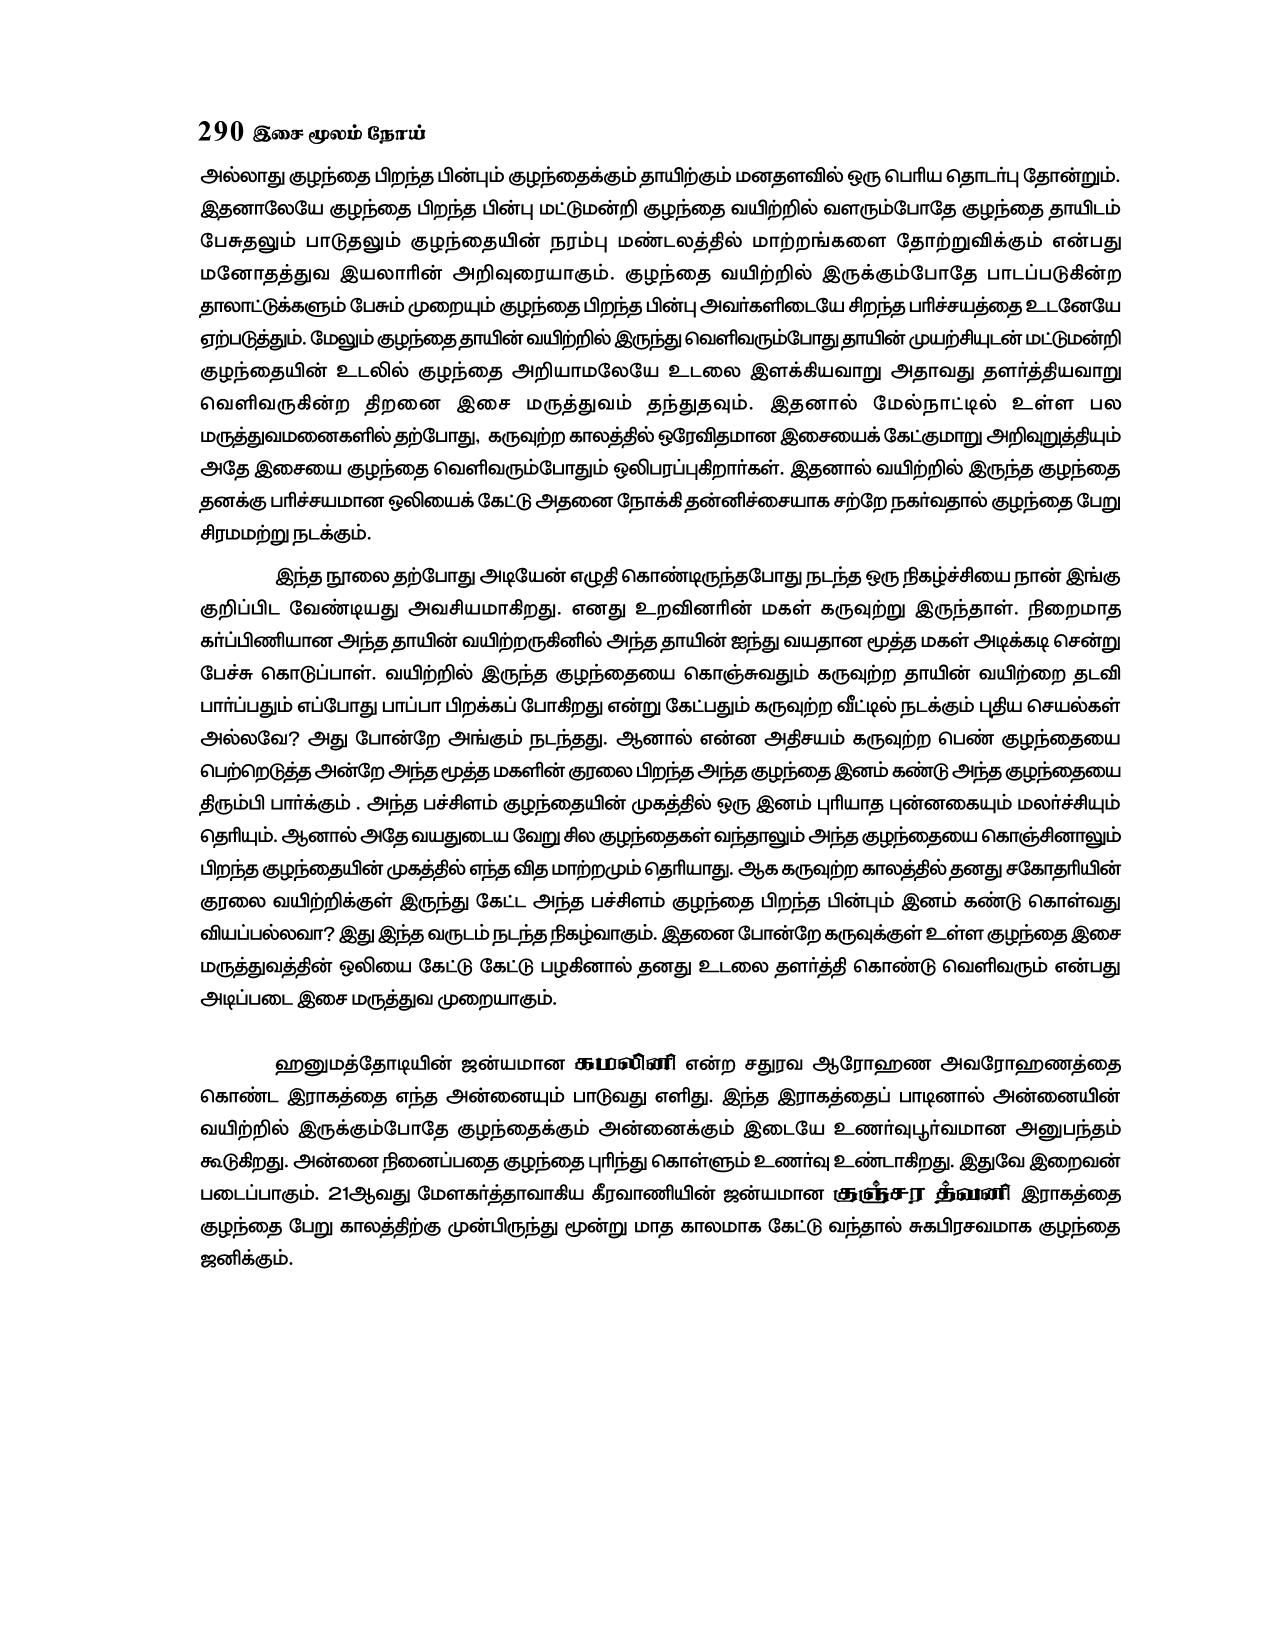 290 இசை மூலம் நோய்
அல்லாது குழந்தை பிறந்த பின்பும் குழந்தைக்கும் தாயிற்கும் மனதளவில் ஒரு பெரிய தொடர்பு தோன்றும்.
இதனாலேயே குழந்தை பிறந்த பின்பு மட்டுமன்றி குழந்தை வயிற்றில் வளரும்போதே குழந்தை தாயிடம்
பேசுதலும் பாடுதலும் குழந்தையின் நரம்பு மண்டலத்தில் மாற்றங்களை தோற்றுவிக்கும் என்பது
மனோதத்துவ இயலாரின் அறிவுரையாகும். குழந்தை வயிற்றில் இருக்கும்போதே பாடப்படுகின்ற
தாலாட்டுக்களும் பேசும் முறையும் குழந்தை பிறந்த பின்பு அவர்களிடையே சிறந்த பரிச்சயத்தை உடனேயே
ஏற்படுத்தும். மேலும் குழந்தை தாயின் வயிற்றில் இருந்து வெளிவரும்போது தாயின் முயற்சியுடன் மட்டுமன்றி
குழந்தையின் உடலில் குழந்தை அறியாமலேயே உடலை இளக்கியவாறு அதாவது தளர்த்தியவாறு
வெளிவருகின்ற திறனை இசை மருத்துவம் தந்துதவும். இதனால் மேல்நாட்டில் உள்ள பல
மருத்துவமனைகளில் தற்போது, கருவுற்ற காலத்தில் ஒரேவிதமான இசையைக் கேட்குமாறு அறிவுறுத்தியும்
அதே இசையை குழந்தை வெளிவரும்போதும் ஒலிபரப்புகிறார்கள். இதனால் வயிற்றில் இருந்த குழந்தை
தனக்கு பரிச்சயமான ஒலியைக் கேட்டு அதனை நோக்கி தன்னிச்சையாக சற்றே நகர்வதால் குழந்தை பேறு
சிரமமற்று நடக்கும்.
இந்த நூலை தற்போது அடியேன் எழுதி கொண்டிருந்தபோது நடந்த ஒரு நிகழ்ச்சியை நான் இங்கு
குறிப்பிட வேண்டியது அவசியமாகிறது. எனது உறவினரின் மகள் கருவுற்று இருந்தாள். நிறைமாத
கர்ப்பிணியான அந்த தாயின் வயிற்றருகினில் அந்த தாயின் ஐந்து வயதான மூத்த மகள் அடிக்கடி சென்று
பேச்சு கொடுப்பாள். வயிற்றில் இருந்த குழந்தையை கொஞ்சுவதும் கருவுற்ற தாயின் வயிற்றை தடவி
பார்ப்பதும் எப்போது பாப்பா பிறக்கப் போகிறது என்று கேட்பதும் கருவுற்ற வீட்டில் நடக்கும் புதிய செயல்கள்
அல்லவே? அது போன்றே அங்கும் நடந்தது. ஆனால் என்ன அதிசயம் கருவுற்ற பெண் குழந்தையை
பெற்றெடுத்த அன்றே அந்த மூத்த மகளின் குரலை பிறந்த அந்த குழந்தை இனம் கண்டு அந்த குழந்தையை
திரும்பி பார்க்கும் . அந்த பச்சிளம் குழந்தையின் முகத்தில் ஒரு இனம் புரியாத புன்னகையும் மலர்ச்சியும்
தெரியும். ஆனால் அதே வயதுடைய வேறு சில குழந்தைகள் வந்தாலும் அந்த குழந்தையை கொஞ்சினாலும்
பிறந்த குழந்தையின் முகத்தில் எந்த வித மாற்றமும் தெரியாது. ஆக கருவுற்ற காலத்தில் தனது சகோதரியின்
குரலை வயிற்றிக்குள் இருந்து கேட்ட அந்த பச்சிளம் குழந்தை பிறந்த பின்பும் இனம் கண்டு கொள்வது
வியப்பல்லவா? இது இந்த வருடம் நடந்த நிகழ்வாகும். இதனை போன்றே கருவுக்குள் உள்ள குழந்தை இசை
மருத்துவத்தின் ஒலியை கேட்டு கேட்டு பழகினால் தனது உடலை தளர்த்தி கொண்டு வெளிவரும் என்பது
அடிப்படை இசை மருத்துவ முறையாகும்.
ஹனுமத்தோடியின் ஜன்யமான கமலினி என்ற சதுரவ ஆரோஹண அவரோஹணத்தை
கொண்ட இராகத்தை எந்த அன்னையும் பாடுவது எளிது. இந்த இராகத்தைப் பாடினால் அன்னையின்
வயிற்றில் இருக்கும்போதே குழந்தைக்கும் அன்னைக்கும் இடையே உணர்வுபூர்வமான அனுபந்தம்
கூடுகிறது. அன்னை நினைப்பதை குழந்தை புரிந்து கொள்ளும் உணர்வு உண்டாகிறது. இதுவே இறைவன்
படைப்பாகும். 21ஆவது மேளகர்த்தாவாகிய கீரவாணியின் ஜன்யமான குஞ்சர த்வனி இராகத்தை
குழந்தை பேறு காலத்திற்கு முன்பிருந்து மூன்று மாத காலமாக கேட்டு வந்தால் சுகபிரசவமாக குழந்தை
ஜனிக்கும்.